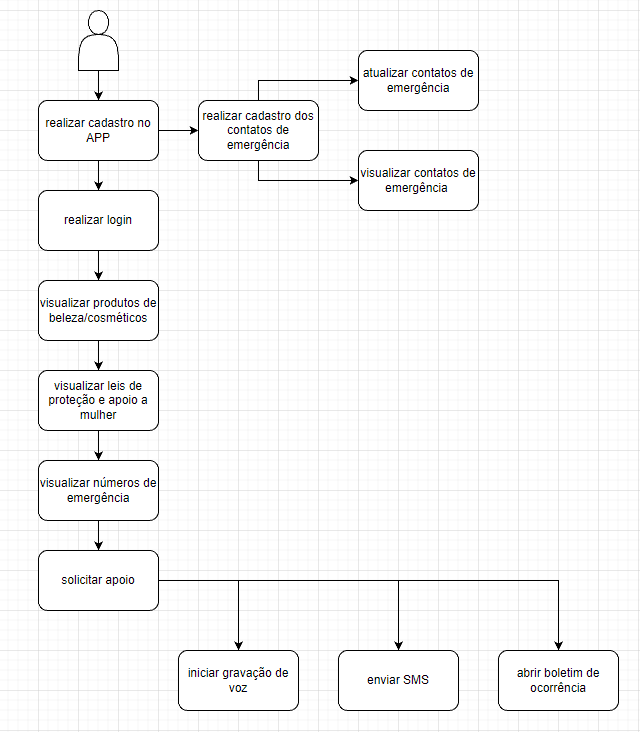 atualizar contatos de
emergência
realizar cadastro no
APP
realizar cadastro dos
contatos de
emergência
visualizar contatos de
emergência
realizar login
visualizar produtos de
beleza/cosméticos
visualizar leis de
proteção e apoio a
mulher
visualizar números de
emergência
solicitar apoio
iniciar gravação de
voz
enviar SMS
abrir boletim de
ocorrência